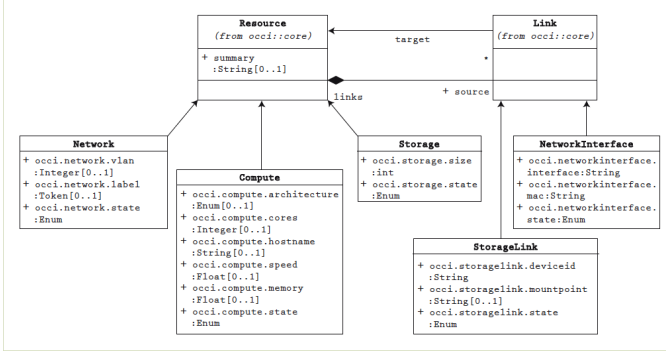 Resource
(from occi::core)
+ summary
:String[0..1]
Link
(from occi::core)
target
*
+ source
links
Network
+ occi.network.vlan
:Integer[0..1]
+ occi.network.label
:Token[0..1]
+ occi.network.state
:Enum
Compute
+ occi.compute.architecture
:Enum[0..1]
+ occi.compute.cores
:Integer[0..1]
+ occi.compute.hostname
:String[0..1]
+ occi.compute.speed
:Float[0..1]
+ occi.compute.memory
:Float[0..1]
+ occi.compute.state
:Enum
Storage
+ occi.storage.size
:int
+ occi.storage.state
:Enum
NetworkInterface
+ occi.networkinterface.
interface:String
+ occi.networkinterface.
mac:String
+ occi.networkinterface.
state:Enum
StorageLink
+ occi.storagelink.deviceid
:String
+ occi.storagelink.mountpoint
:String[0..1]
+ occi.storagelink.state
:Enum